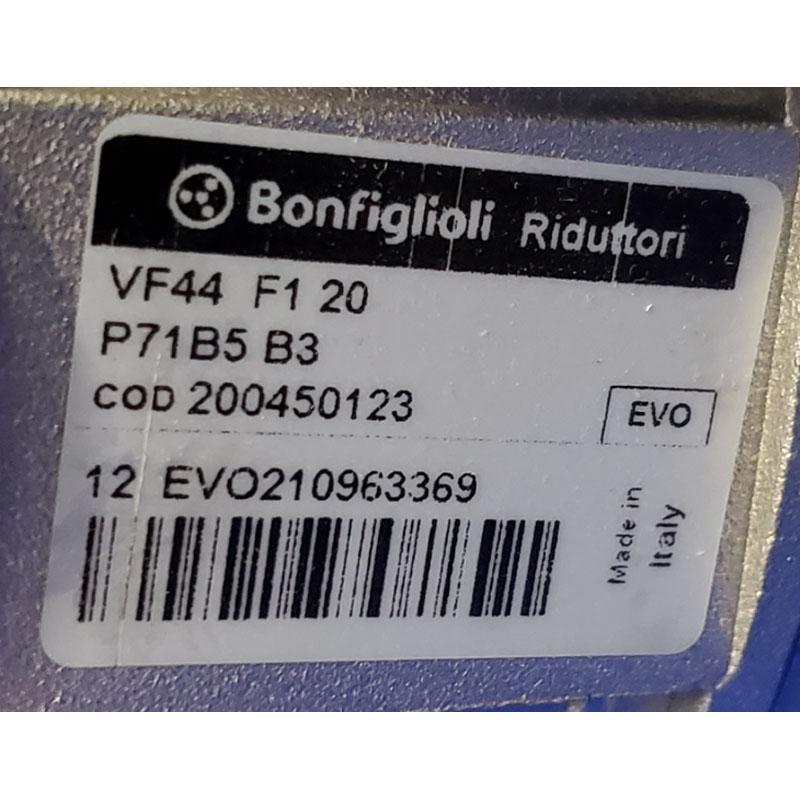 Bonfiglioli Riduttori
VF44 F1 20
P71B5 B3
COD 200450123
EVO
12 EVO210963369
Made in
Italy